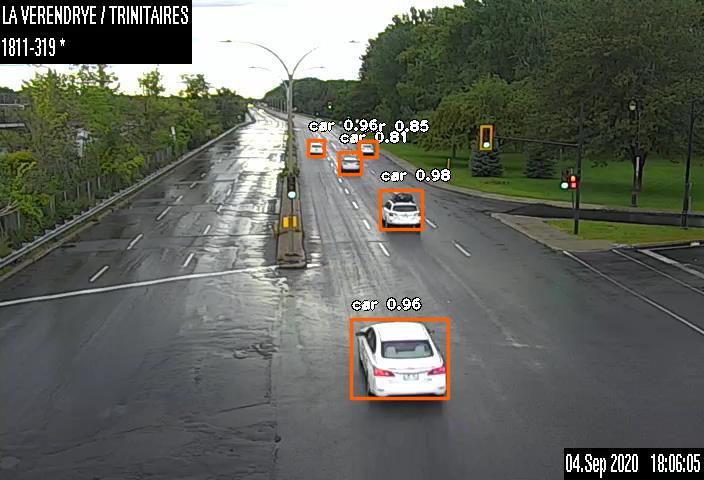 LA VERENDRYE / TRINITAIRES
1811-319 *
car 0.96
r 0.85
car 0.81
car 0.98
car 0.96
04.Sep 2020 18:06:05